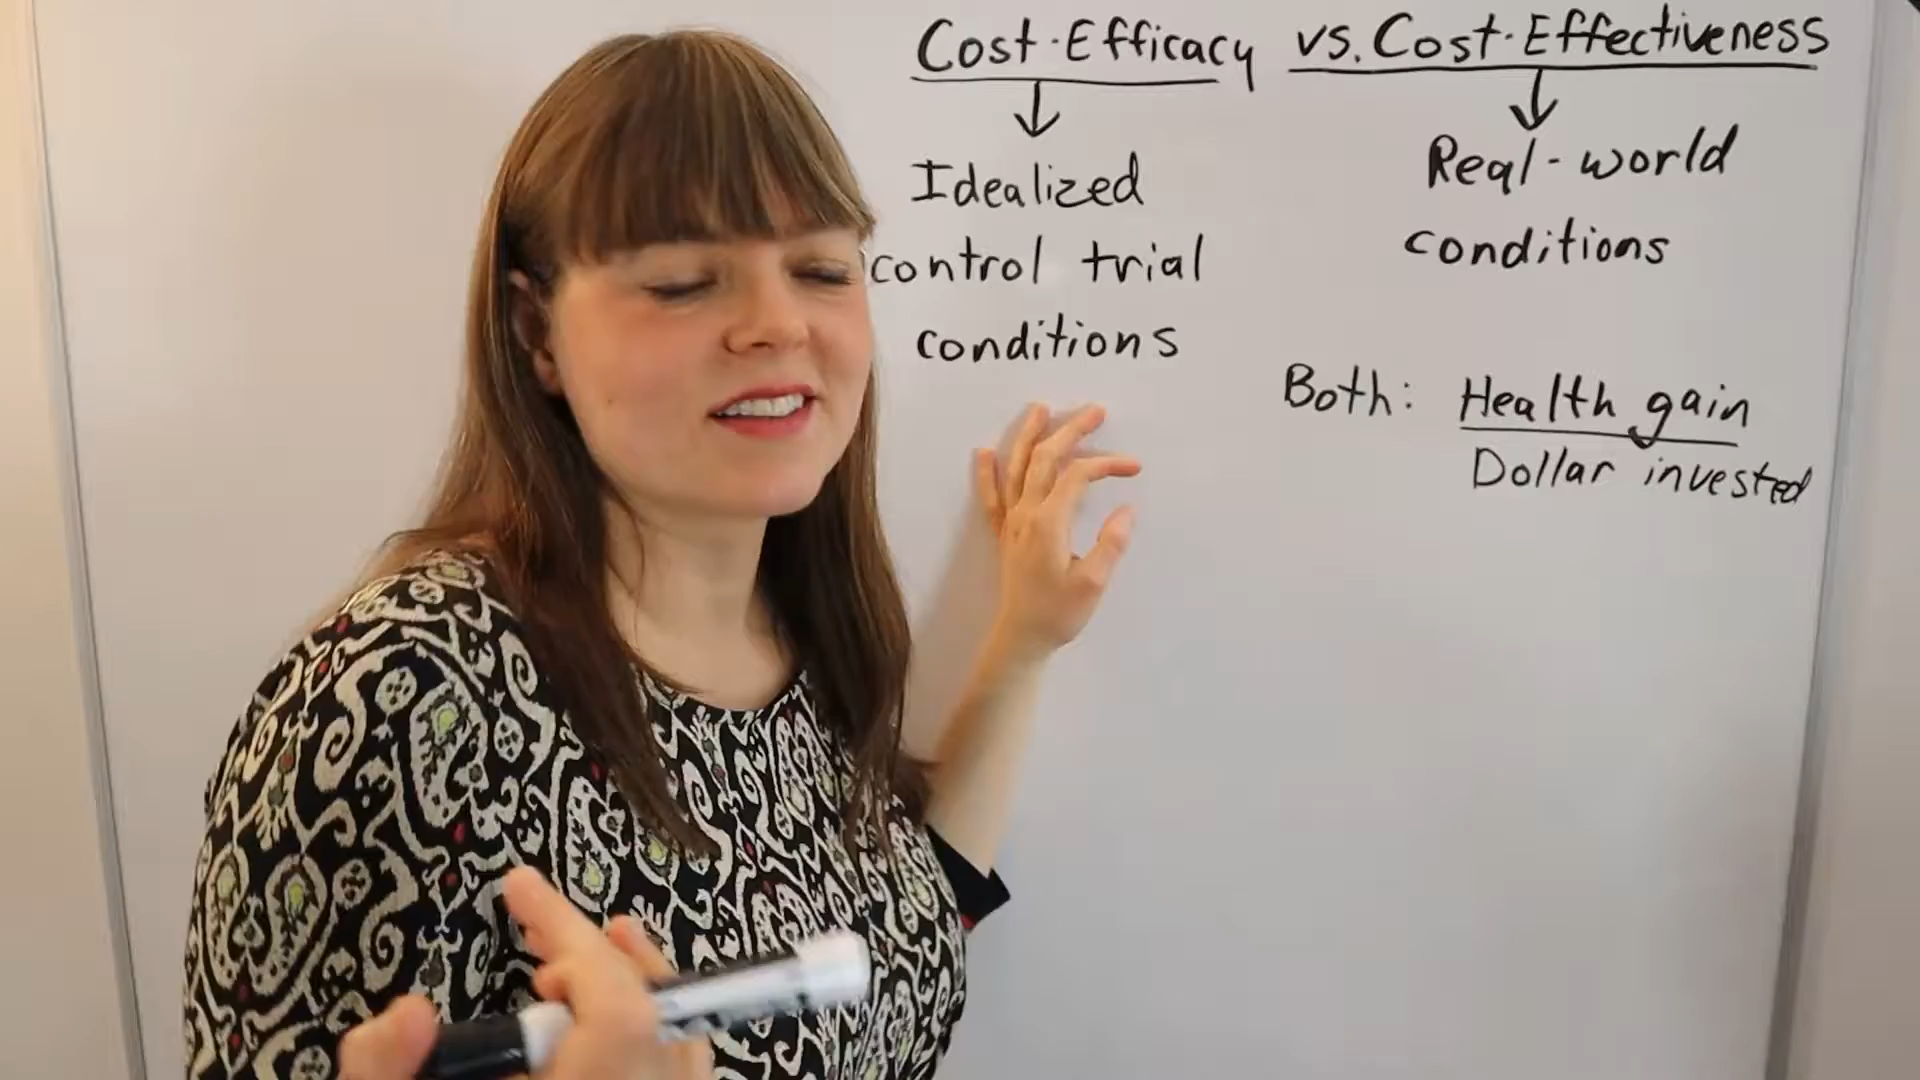 Cost-Efficacy vs. Cost-Effectiveness
Idealized
control trial
conditions
Real-world
conditions
Both: Health gain
Dollar invested